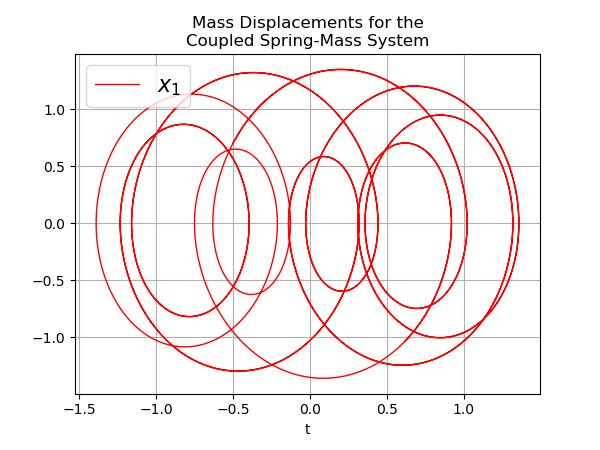 Mass Displacements for the
Coupled Spring-Mass System
x₁
1.0
0.5
0.0
−0.5
−1.0
−1.5 −1.0 −0.5 0.0 0.5 1.0
t